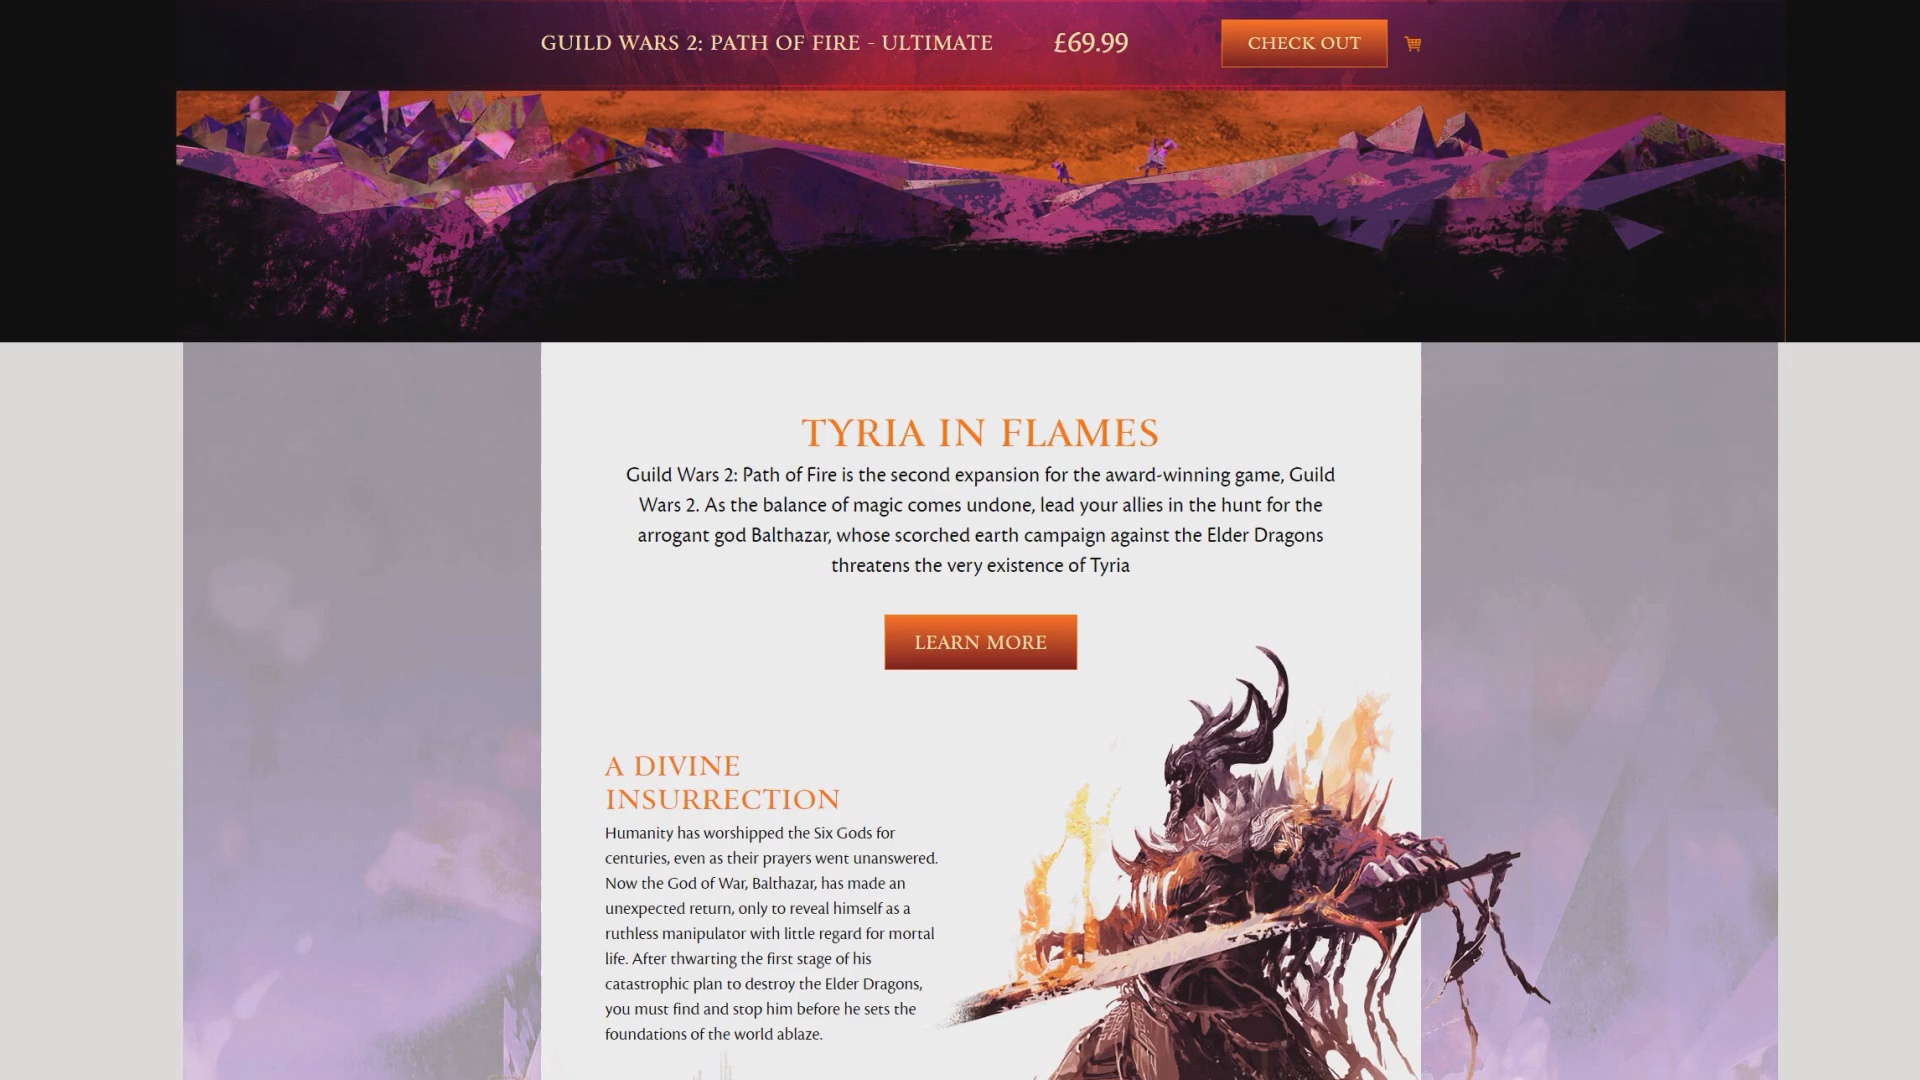 GUILD WARS 2: PATH OF FIRE - ULTIMATE £69.99 CHECK OUT
TYRIA IN FLAMES
Guild Wars 2: Path of Fire is the second expansion for the award-winning game, Guild
Wars 2. As the balance of magic comes undone, lead your allies in the hunt for the
arrogant god Balthazar, whose scorched earth campaign against the Elder Dragons
threatens the very existence of Tyria
LEARN MORE
A DIVINE
INSURRECTION
Humanity has worshipped the Six Gods for
centuries, even as their prayers went unanswered.
Now the God of War, Balthazar, has made an
unexpected return, only to reveal himself as a
ruthless manipulator with little regard for mortal
life. After thwarting the first stage of his
catastrophic plan to destroy the Elder Dragons,
you must find and stop him before he sets the
foundations of the world ablaze.